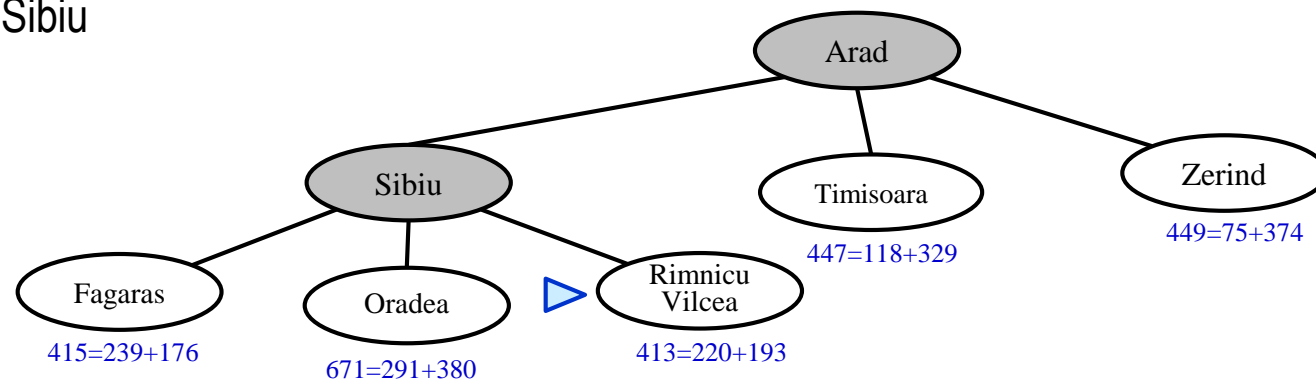 Sibiu
Arad
Sibiu
Timisoara
Zerind
447=118+329
449=75+374
Fagaras
Oradea
Rimnicu
Vilcea
415=239+176
671=291+380
413=220+193